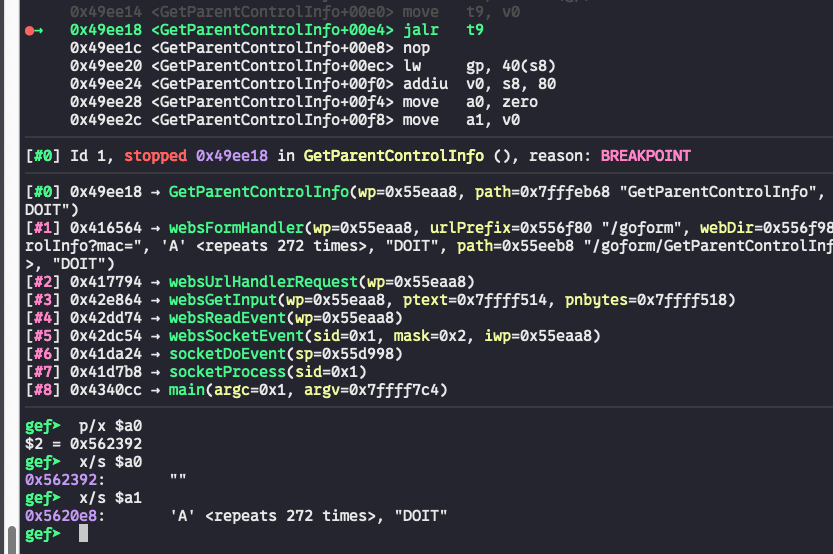 0x49ee14 <GetParentControlInfo+00e0> move t9, v0
●→ 0x49ee18 <GetParentControlInfo+00e4> jalr t9
0x49ee1c <GetParentControlInfo+00e8> nop
0x49ee20 <GetParentControlInfo+00ec> lw gp, 40(s8)
0x49ee24 <GetParentControlInfo+00f0> addiu v0, s8, 80
0x49ee28 <GetParentControlInfo+00f4> move a0, zero
0x49ee2c <GetParentControlInfo+00f8> move a1, v0
[#0] Id 1, stopped 0x49ee18 in GetParentControlInfo (), reason: BREAKPOINT
[#0] 0x49ee18 → GetParentControlInfo(wp=0x55eaa8, path=0x7fffeb68 "GetParentControlInfo",
DOIT")
[#1] 0x416564 → websFormHandler(wp=0x55eaa8, urlPrefix=0x556f80 "/goform", webDir=0x556f98
rolInfo?mac=", 'A' <repeats 272 times>, "DOIT", path=0x55eeb8 "/goform/GetParentControlInf
>, "DOIT")
[#2] 0x417794 → websUrlHandlerRequest(wp=0x55eaa8)
[#3] 0x42e864 → websGetInput(wp=0x55eaa8, ptext=0x7ffff514, pnbytes=0x7ffff518)
[#4] 0x42dd74 → websReadEvent(wp=0x55eaa8)
[#5] 0x42dc54 → websSocketEvent(sid=0x1, mask=0x2, iwp=0x55eaa8)
[#6] 0x41da24 → socketDoEvent(sp=0x55d998)
[#7] 0x41d7b8 → socketProcess(sid=0x1)
[#8] 0x4340cc → main(argc=0x1, argv=0x7ffff7c4)
gef➤ p/x $a0
$2 = 0x562392
gef➤ x/s $a0
0x562392: ""
gef➤ x/s $a1
0x5620e8: 'A' <repeats 272 times>, "DOIT"
gef➤